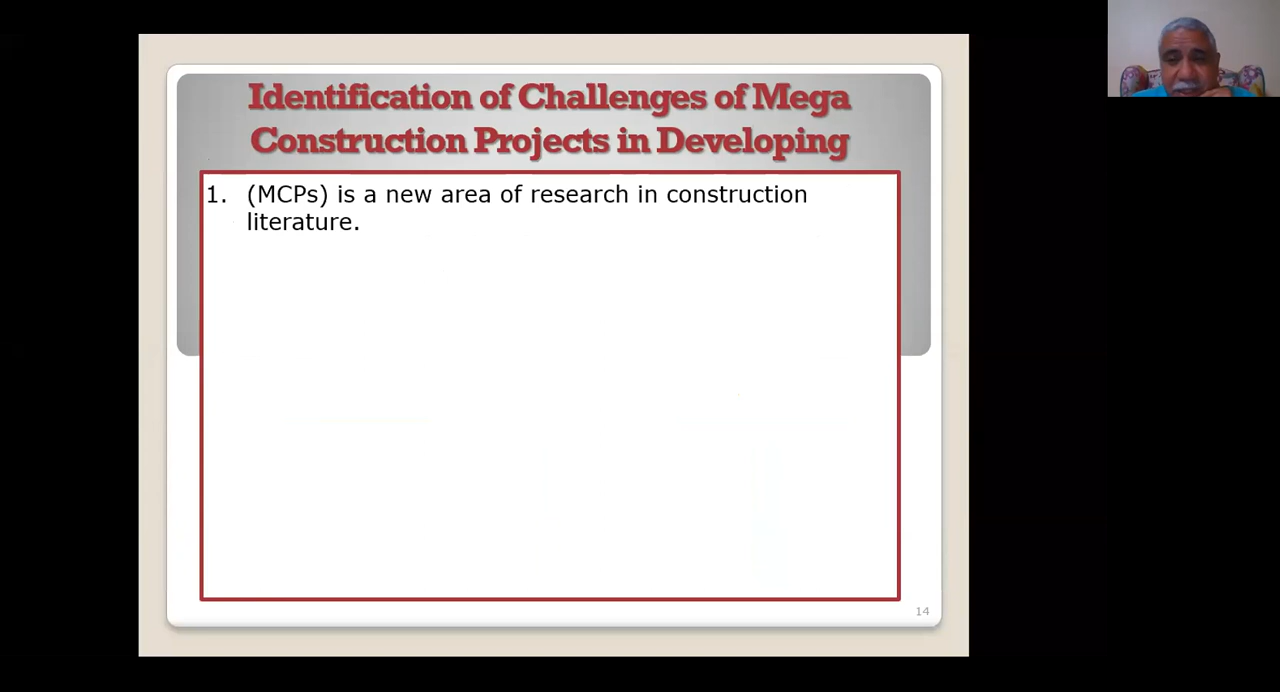 Identification of Challenges of Mega
Construction Projects in Developing
1. (MCPs) is a new area of research in construction
literature.
14